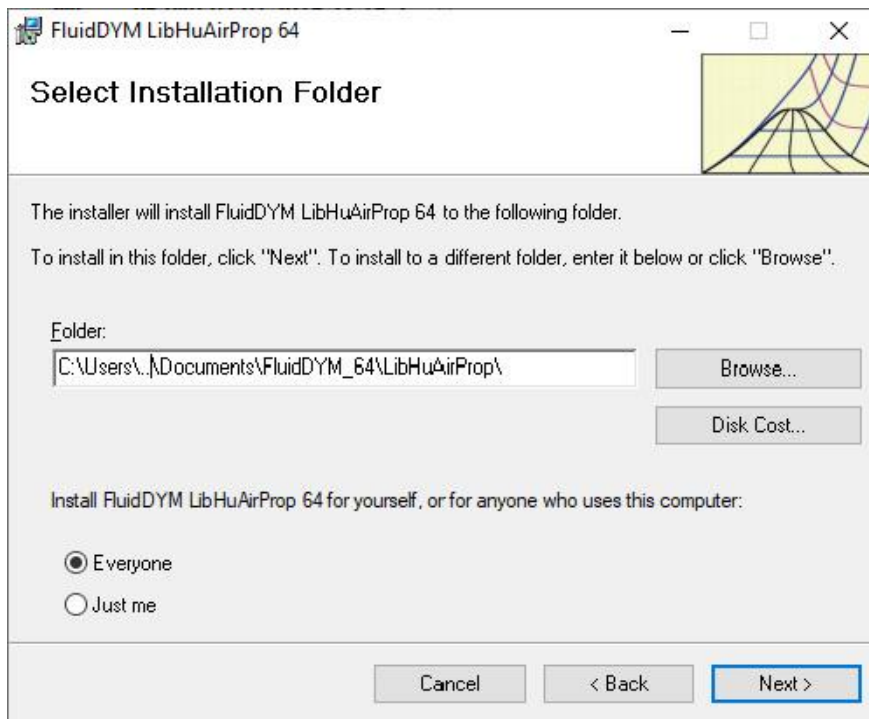 FluidDYM LibHuAirProp 64
Select Installation Folder
The installer will install FluidDYM LibHuAirProp 64 to the following folder.
To install in this folder, click "Next". To install to a different folder, enter it below or click "Browse".
Folder:
C:\Users\..\Documents\FluidDYM_64\LibHuAirProp\
Browse...
Disk Cost...
Install FluidDYM LibHuAirProp 64 for yourself, or for anyone who uses this computer:
Everyone
Just me
Cancel
< Back
Next >